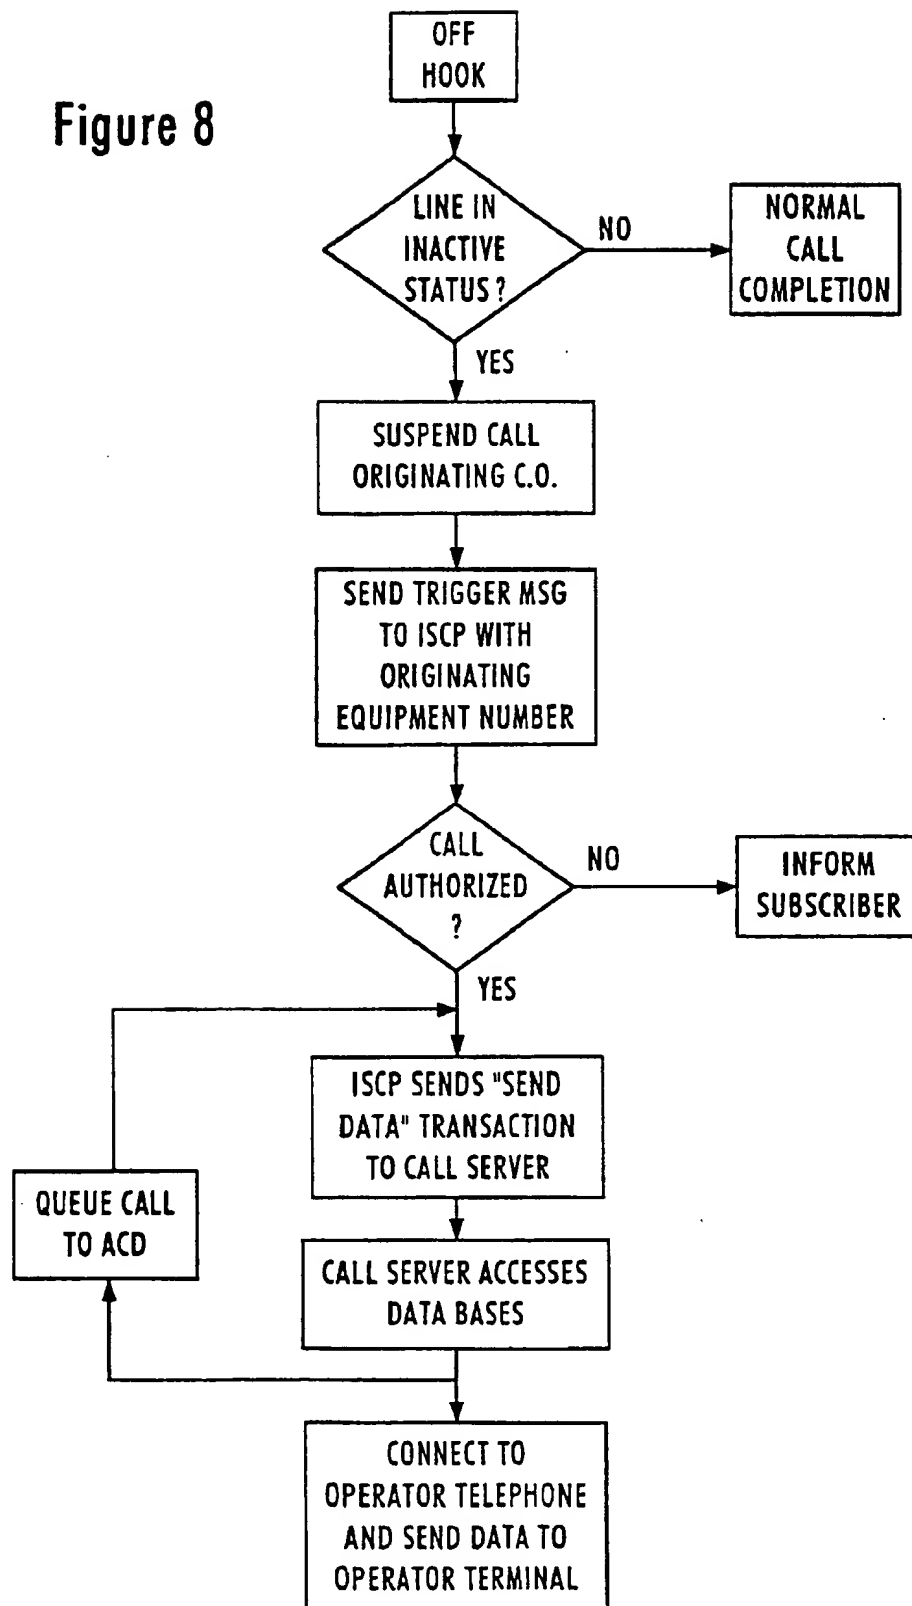 OFF
HOOK
Figure 8
LINE IN
INACTIVE
STATUS?
NO
NORMAL
CALL
COMPLETION
YES
SUSPEND CALL
ORIGINATING C.O.
SEND TRIGGER MSG
TO ISCP WITH
ORIGINATING
EQUIPMENT NUMBER
CALL
AUTHORIZED
?
NO
INFORM
SUBSCRIBER
YES
ISCP SENDS "SEND
DATA" TRANSACTION
TO CALL SERVER
QUEUE CALL
TO ACD
CALL SERVER ACCESSES
DATA BASES
CONNECT TO
OPERATOR TELEPHONE
AND SEND DATA TO
OPERATOR TERMINAL